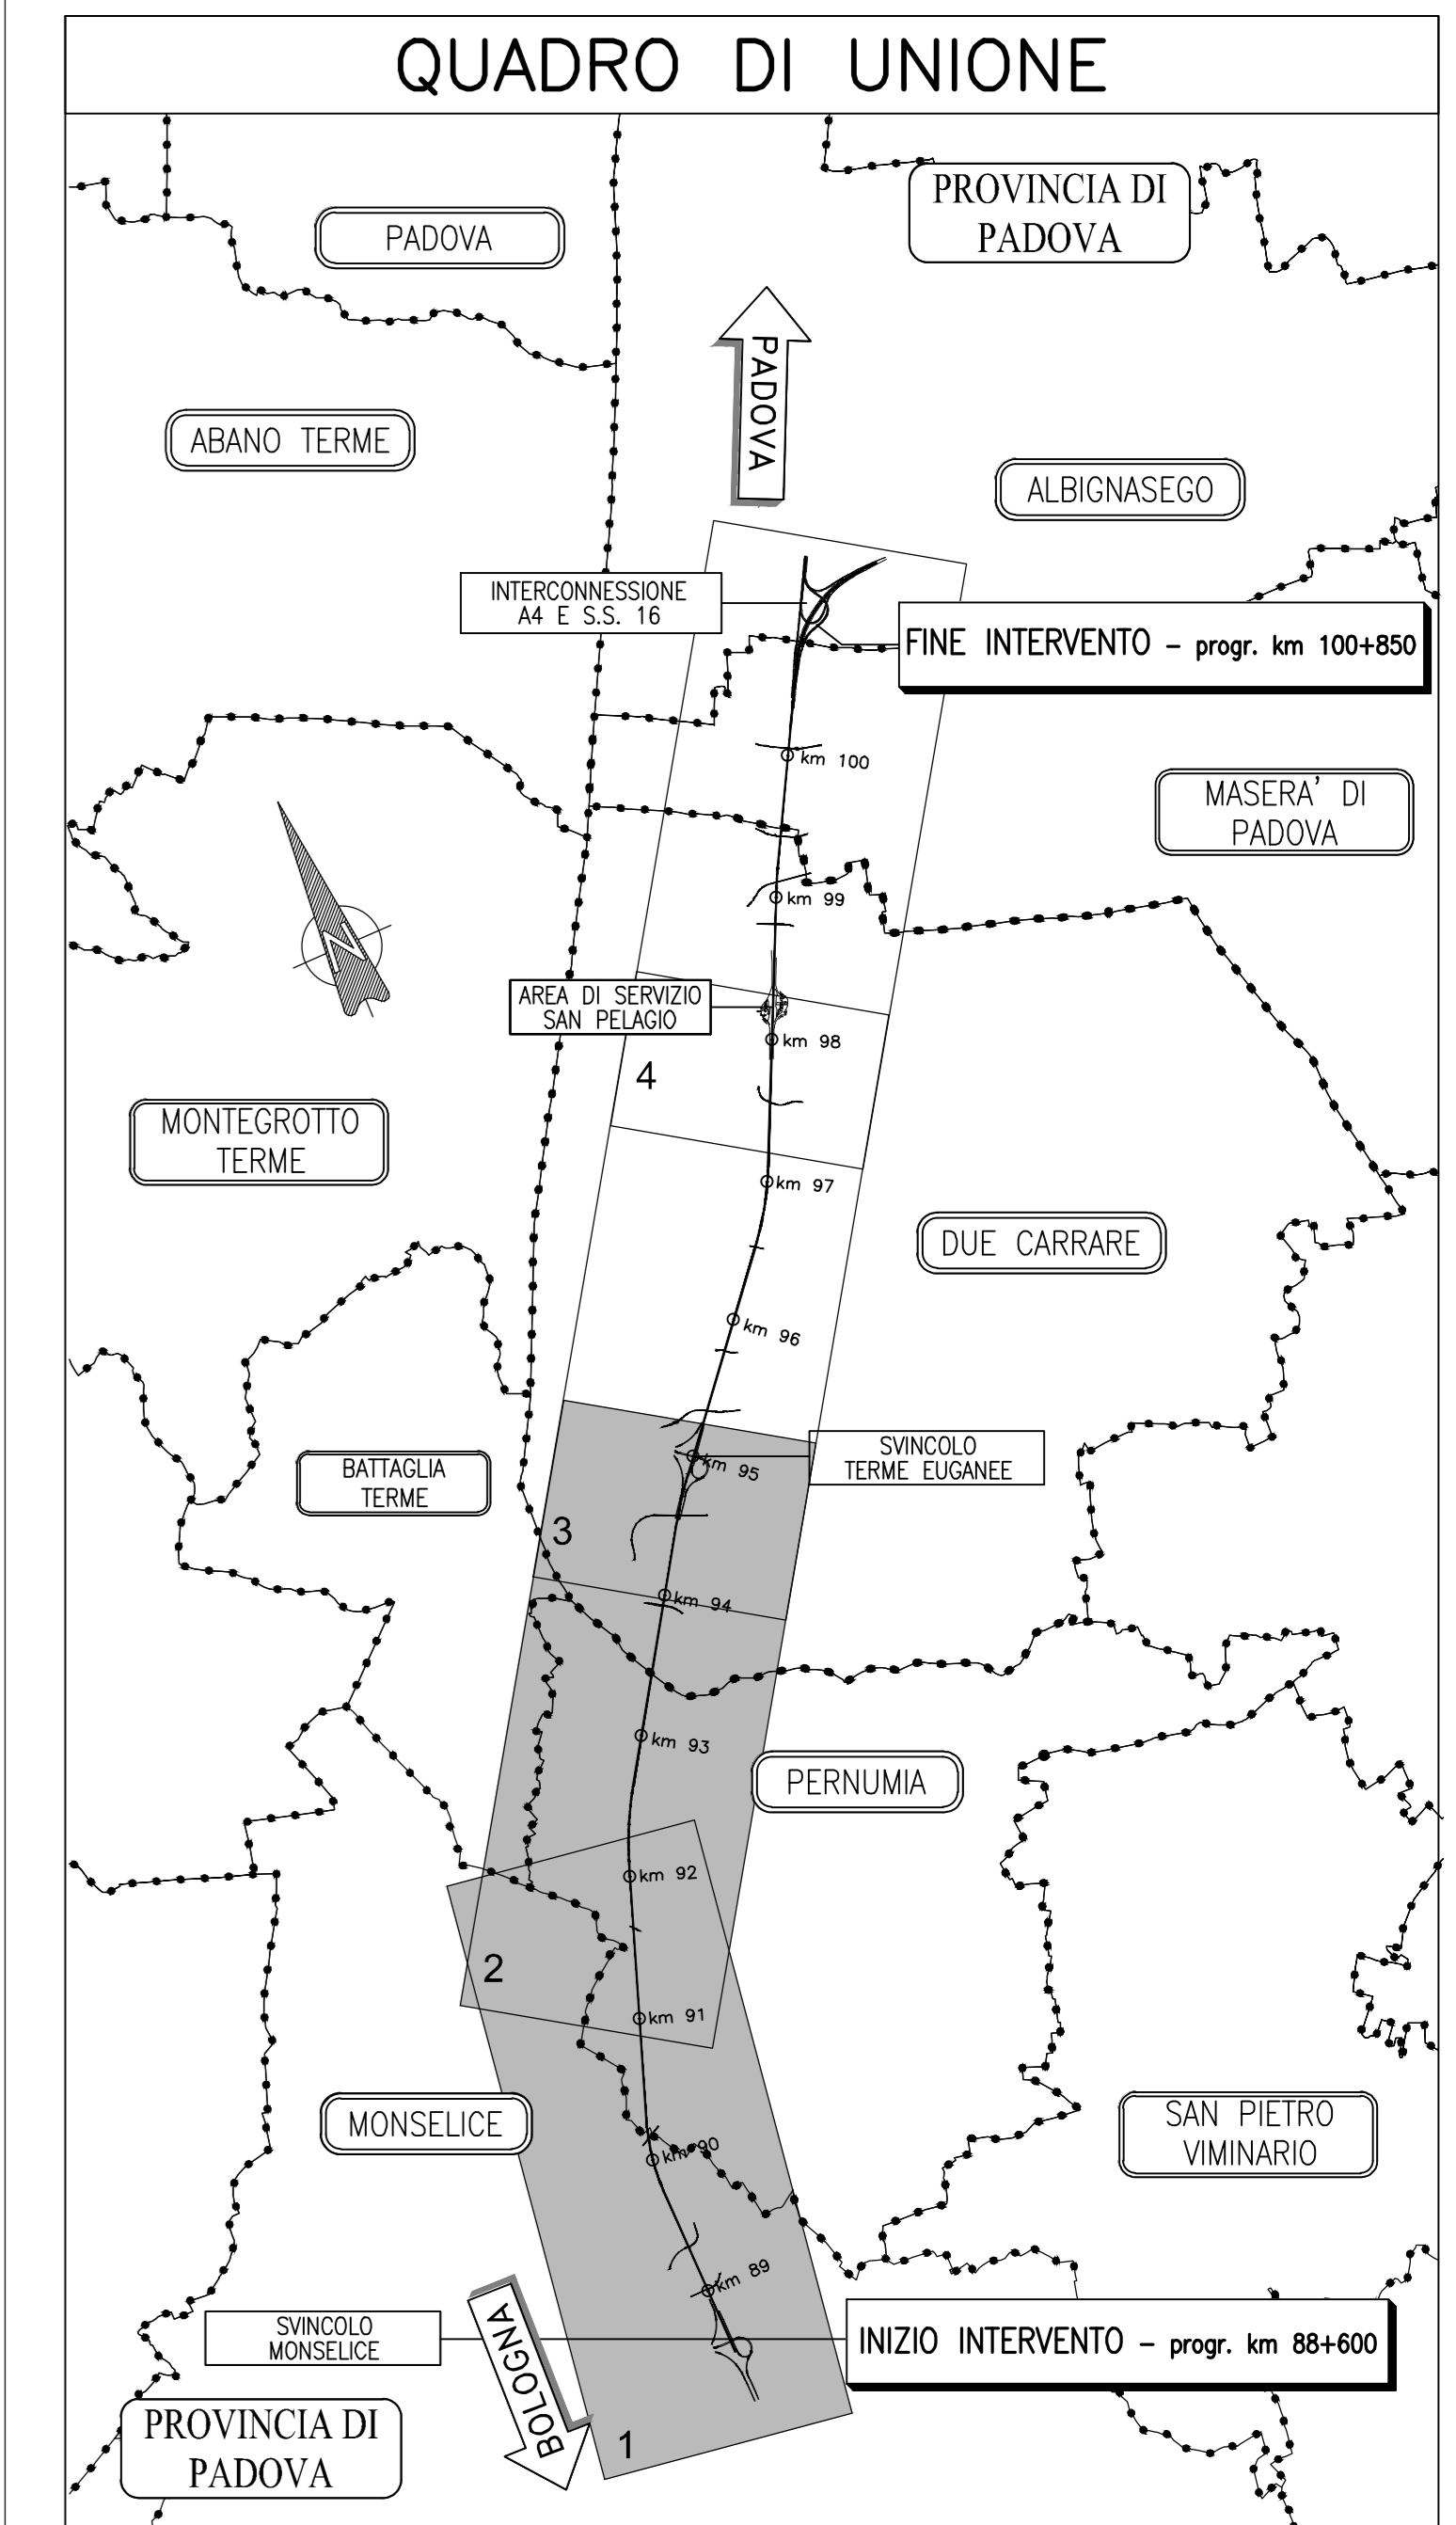 QUADRO DI UNIONE
PROVINCIA DI
PADOVA
PADOVA
PADOVA
ABANO TERME
ALBIGNASEGO
INTERCONNESSIONE
A4 E S.S. 16
FINE INTERVENTO – progr. km 100+850
km 100
MASERA' DI
PADOVA
km 99
N
AREA DI SERVIZIO
SAN PELAGIO
km 98
4
MONTEGROTTO
TERME
km 97
DUE CARRARE
km 96
SVINCOLO
TERME EUGANEE
BATTAGLIA
TERME
km 95
3
km 94
km 93
PERNUMIA
km 92
2
km 91
MONSELICE
SAN PIETRO
VIMINARIO
km 90
km 89
BOLOGNA
SVINCOLO
MONSELICE
INIZIO INTERVENTO – progr. km 88+600
PROVINCIA DI
PADOVA
1